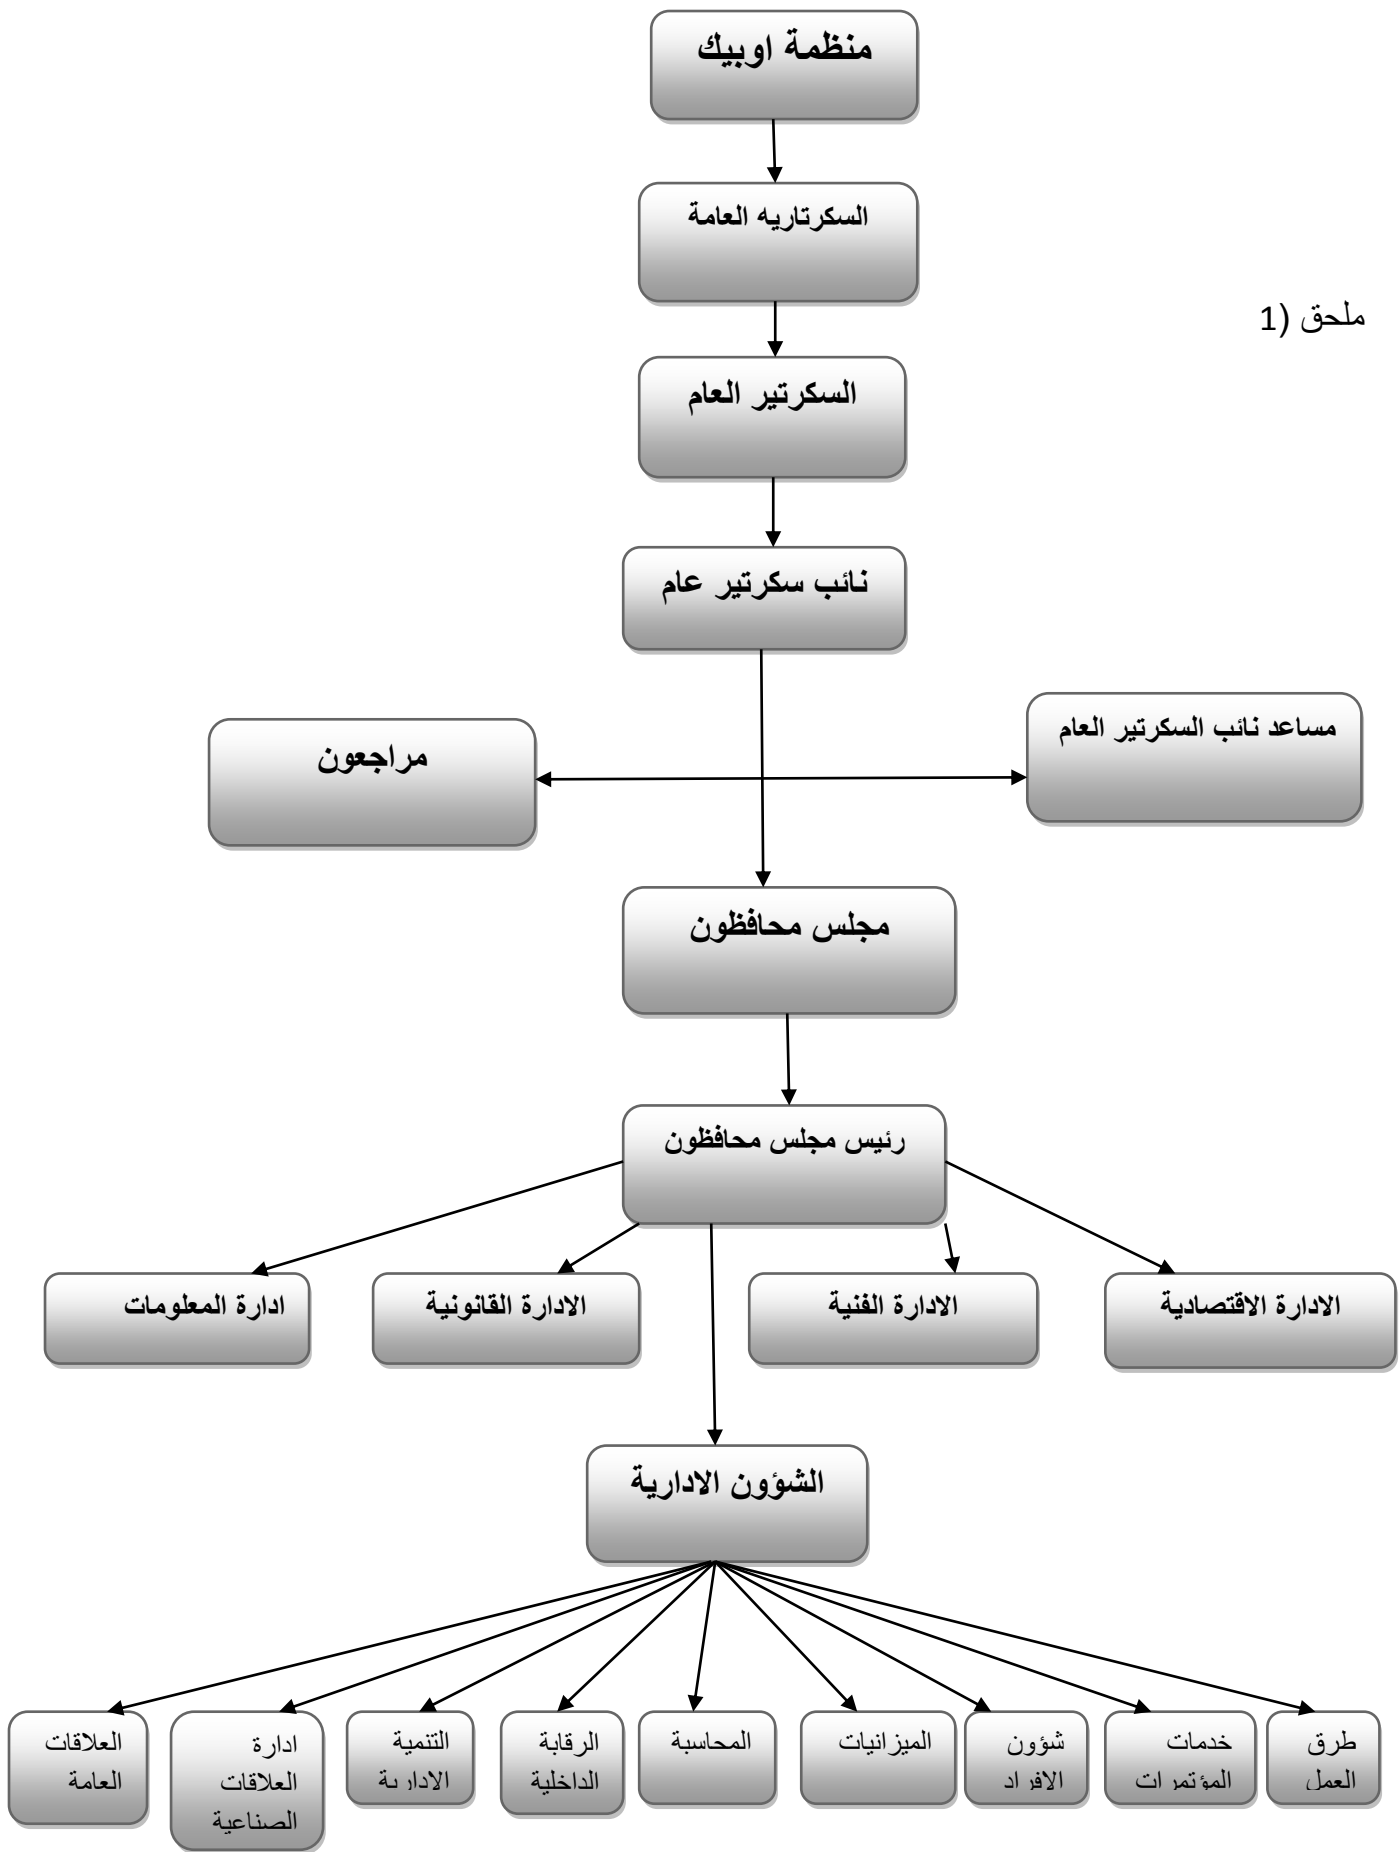 منظمة اوبيك
السكرتاريه العامة
ملحق (1
السكرتير العام
نائب سكرتير عام
مساعد نائب السكرتير العام
مراجعون
مجلس محافظون
رئيس مجلس محافظون
الادارة الاقتصادية
الادارة الفنية
الادارة القانونية
ادارة المعلومات
الشؤون الادارية
طرق
العمل
خدمات
المؤتمرات
شؤون
الافراد
الميزانيات
المحاسبة
الرقابة
الداخلية
التنمية
الادارية
ادارة
العلاقات
الصناعية
العلاقات
العامة